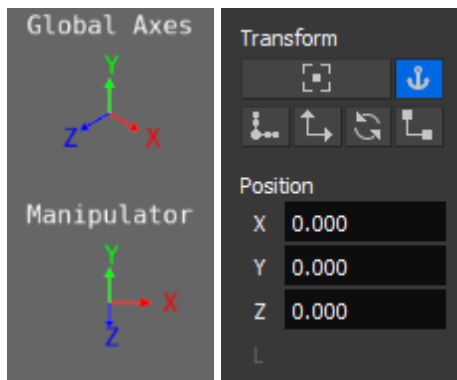 Global Axes
Y
Z X
Manipulator
Y
X
Z
Transform
Position
X 0.000
Y 0.000
Z 0.000
L